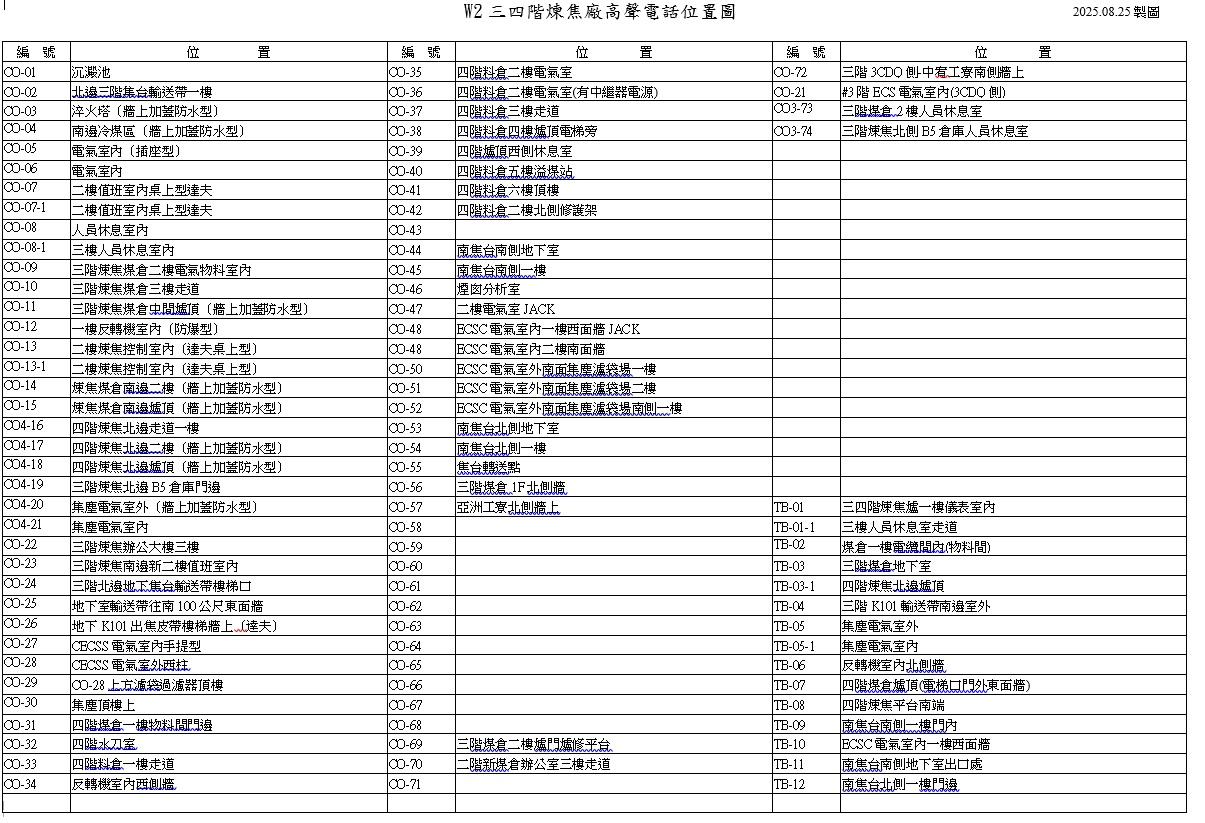 W2 三四階煉焦廠高聲電話位置圖
2025.08.25 製圖
編 號 位 置 編 號 位 置 編 號 位 置
CO-01 沉澱池 CO-35 四階料倉二樓電氣室 CO-72 三階 3CDQ 側-中宥工寮南側牆上
CO-02 北邊三階集台輸送帶一樓 CO-36 四階料倉二樓電氣室(有中繼器電源) CO-21 #3 階 ECS 電氣室內(3CDQ 側)
CO-03 淬火塔〔牆上加蓋防水型〕 CO-37 四階料倉三樓走道 CO3-73 三階煤倉 2 樓人員休息室
CO-04 南邊冷煤區〔牆上加蓋防水型〕 CO-38 四階料倉四樓爐頂電梯旁 CO3-74 三階煉焦北側 B5 倉庫人員休息室
CO-05 電氣室內〔插座型〕 CO-39 四階爐頂西側休息室
CO-06 電氣室內 CO-40 四階料倉五樓溢煤站
CO-07 二樓值班室內桌上型達夫 CO-41 四階料倉六樓頂樓
CO-07-1 二樓值班室內桌上型達夫 CO-42 四階料倉二樓北側修護架
CO-08 人員休息室內 CO-43
CO-08-1 三樓人員休息室內 CO-44 南焦台南側地下室
CO-09 三階煉焦煤倉二樓電氣物料室內 CO-45 南焦台南側一樓
CO-10 三階煉焦煤倉三樓走道 CO-46 煙囪分析室
CO-11 三階煉焦煤倉中間爐頂〔牆上加蓋防水型〕 CO-47 二樓電氣室 JACK
CO-12 一樓反轉機室內〔防爆型〕 CO-48 ECSC 電氣室內一樓西面牆 JACK
CO-13 二樓煉焦控制室內〔達夫桌上型〕 CO-48 ECSC 電氣室內二樓南面牆
CO-13-1 二樓煉焦控制室內〔達夫桌上型〕 CO-50 ECSC 電氣室外南面集塵濾袋場一樓
CO-14 煉焦煤倉南邊二樓〔牆上加蓋防水型〕 CO-51 ECSC 電氣室外南面集塵濾袋場二樓
CO-15 煉焦煤倉南邊爐頂〔牆上加蓋防水型〕 CO-52 ECSC 電氣室外南面集塵濾袋場南側一樓
CO4-16 四階煉焦北邊走道一樓 CO-53 南焦台北側地下室
CO4-17 四階煉焦北邊二樓〔牆上加蓋防水型〕 CO-54 南焦台北側一樓
CO4-18 四階煉焦北邊爐頂〔牆上加蓋防水型〕 CO-55 焦台轉送點
CO4-19 三階煉焦北邊 B5 倉庫門邊 CO-56 三階煤倉 1F 北側牆
CO4-20 集塵電氣室外〔牆上加蓋防水型〕 CO-57 亞洲工寮北側牆上 TB-01 三四階煉焦爐一樓儀表室內
CO4-21 集塵電氣室內 CO-58 TB-01-1 三樓人員休息室走道
CO-22 三階煉焦辦公大樓三樓 CO-59 TB-02 煤倉一樓電纜間內(物料間)
CO-23 三階煉焦南邊新二樓值班室內 CO-60 TB-03 三階煤倉地下室
CO-24 三階北邊地下焦台輸送帶樓梯口 CO-61 TB-03-1 四階煉焦北邊爐頂
CO-25 地下室輸送帶往南 100 公尺東面牆 CO-62 TB-04 三階 K101 輸送帶南邊室外
CO-26 地下 K101 出焦皮帶樓梯牆上〔達夫〕 CO-63 TB-05 集塵電氣室外
CO-27 CECSS 電氣室內手提型 CO-64 TB-05-1 集塵電氣室內
CO-28 CECSS 電氣室外西柱 CO-65 TB-06 反轉機室內北側牆
CO-29 CO-28 上方濾袋過濾器頂樓 CO-66 TB-07 四階煤倉爐頂(電梯口門外東面牆)
CO-30 集塵頂樓上 CO-67 TB-08 四階煉焦平台南端
CO-31 四階煤倉一樓物料間門邊 CO-68 TB-09 南焦台南側一樓門內
CO-32 四階水刀室 CO-69 三階煤倉二樓爐門爐修平台 TB-10 ECSC 電氣室內一樓西面牆
CO-33 四階料倉一樓走道 CO-70 二階新煤倉辦公室三樓走道 TB-11 南焦台南側地下室出口處
CO-34 反轉機室內西側牆 CO-71 TB-12 南焦台北側一樓門邊